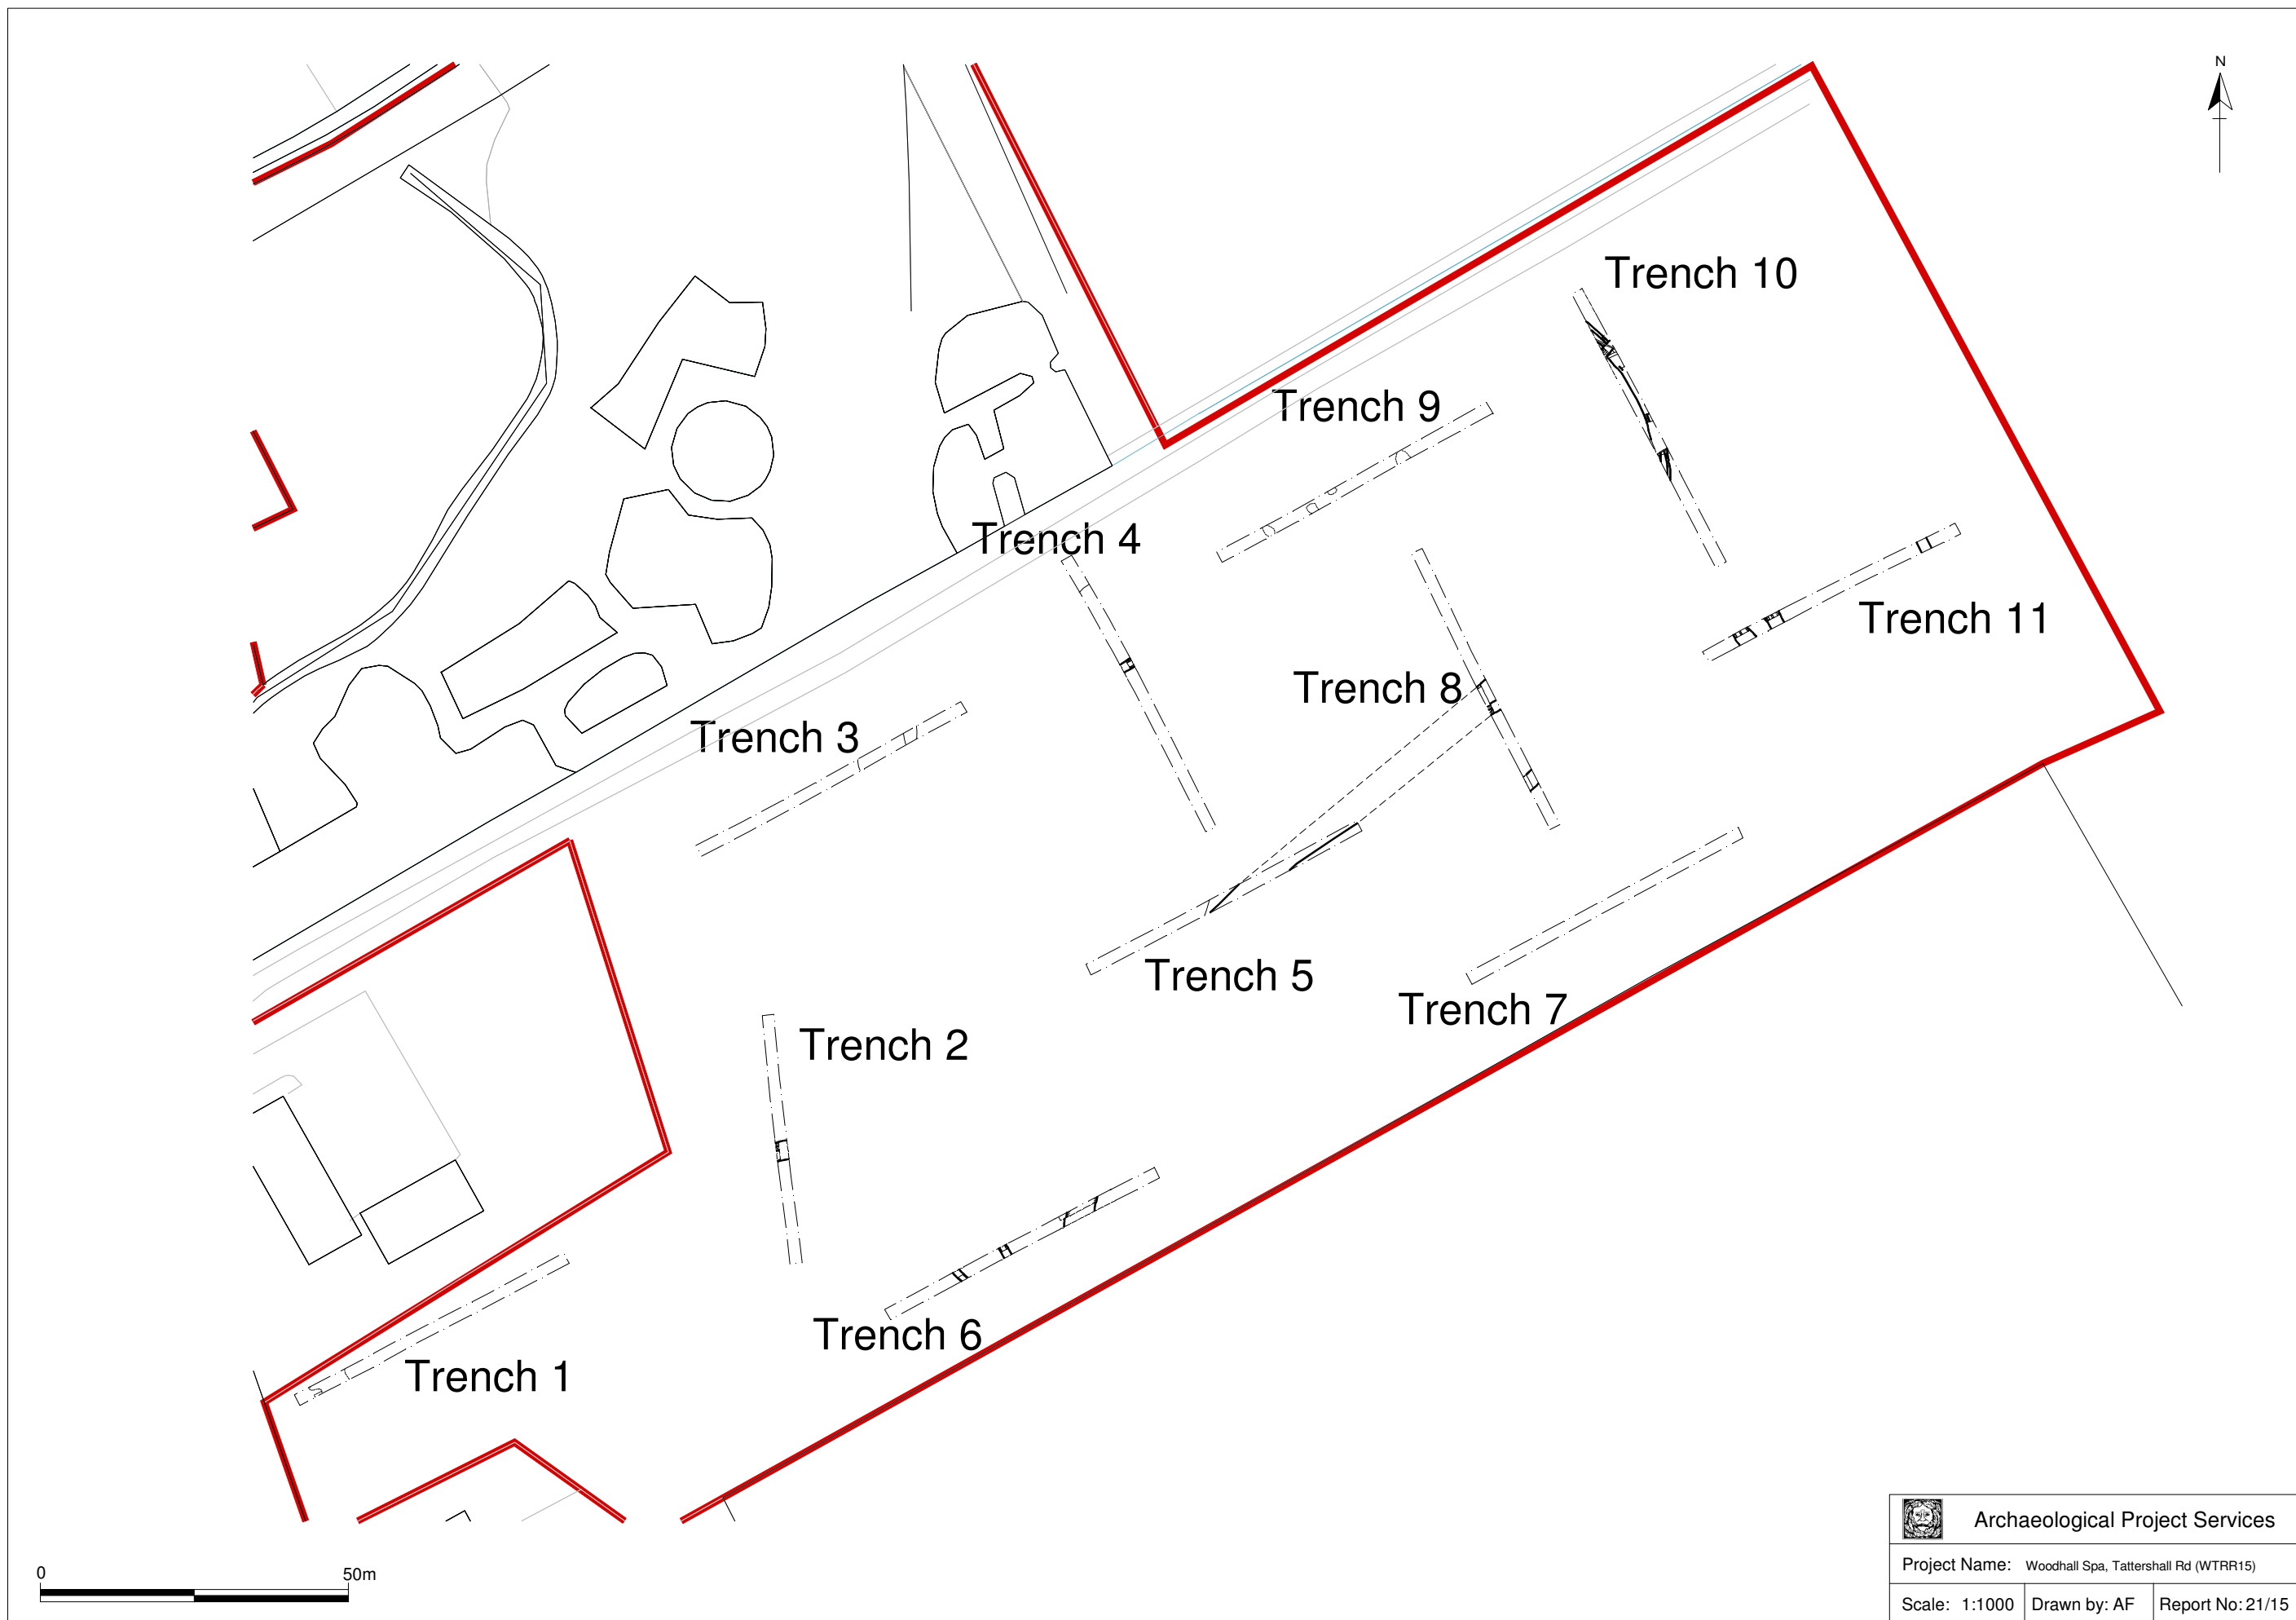 N
Trench 10
Trench 9
Trench 4
Trench 11
Trench 8
Trench 3
Trench 5
Trench 7
Trench 2
Trench 6
Trench 1
0 50m
Archaeological Project Services
Project Name: Woodhall Spa, Tattershall Rd (WTRR15)
Scale: 1:1000 Drawn by: AF Report No: 21/15